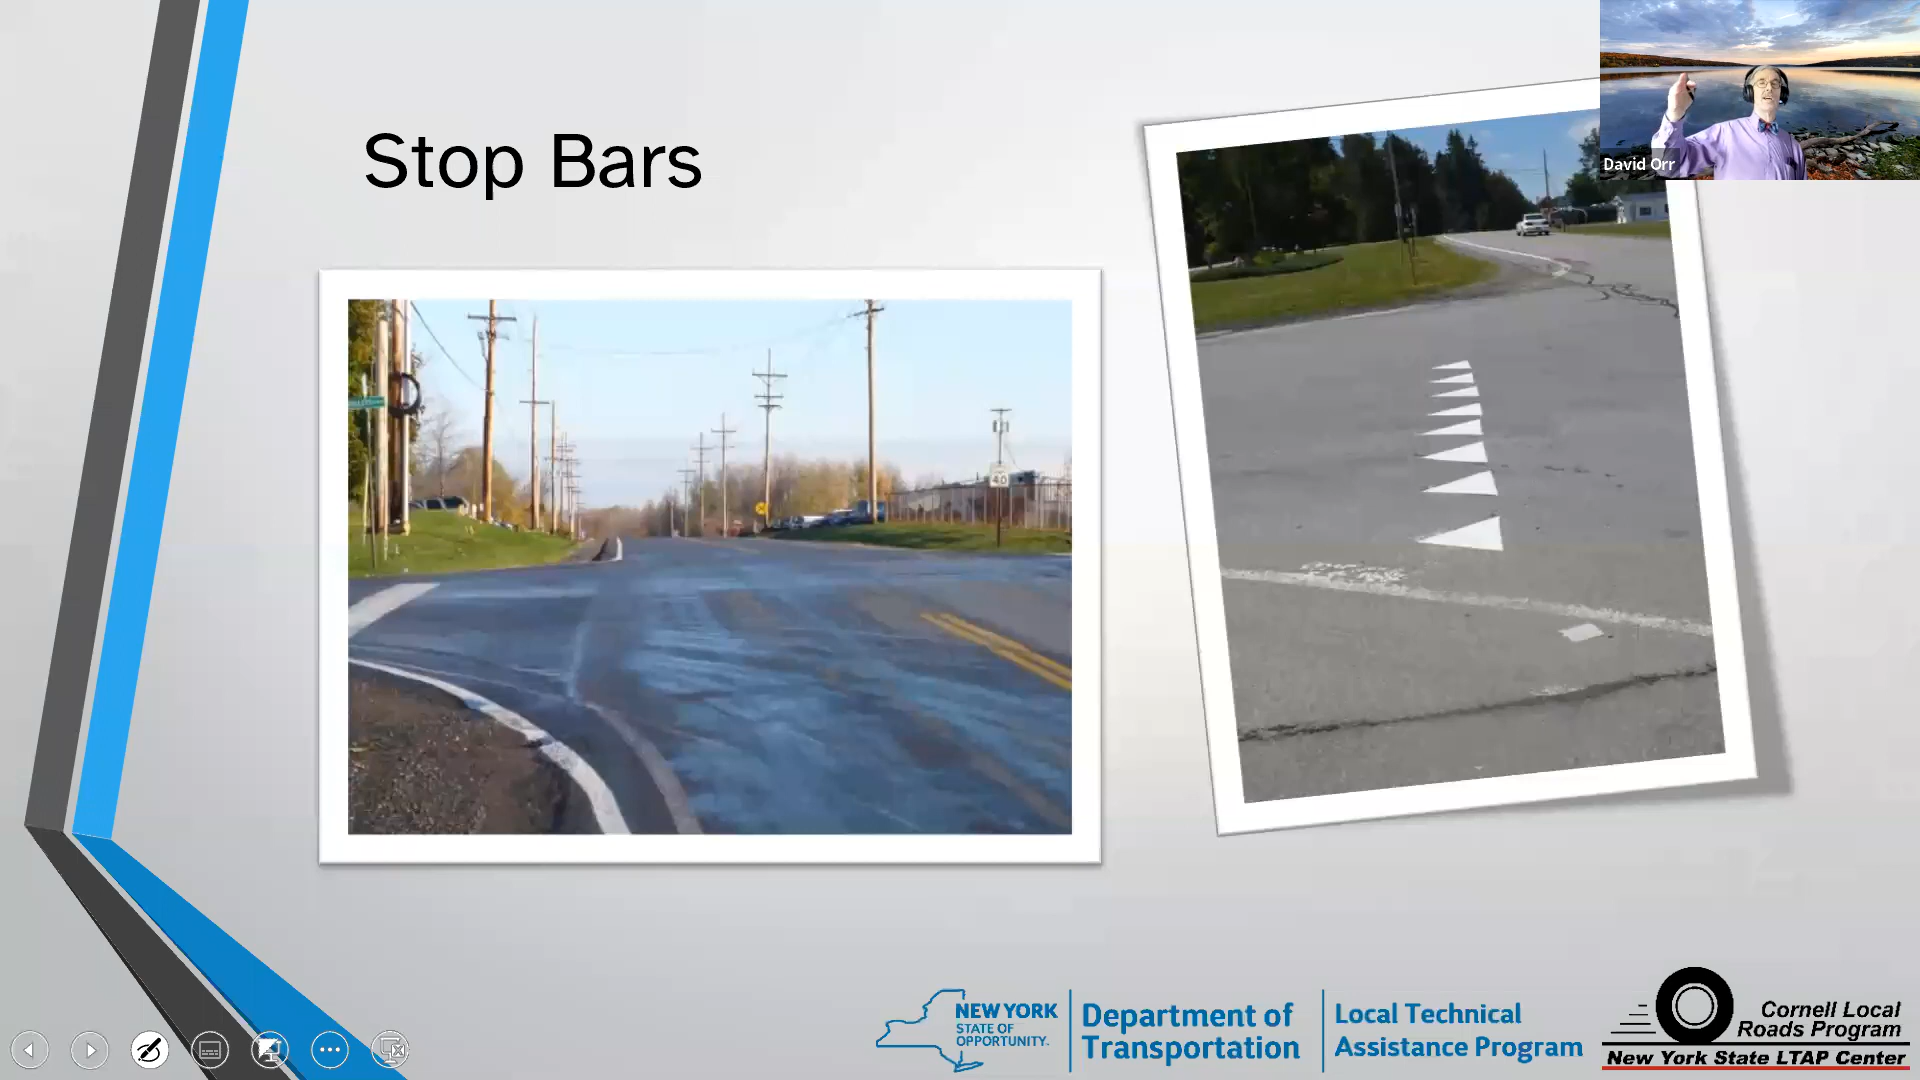 Stop Bars
David Orr
40
NEW YORK
STATE OF
OPPORTUNITY.
Department of
Transportation
Local Technical
Assistance Program
Cornell Local
Roads Program
New York State LTAP Center